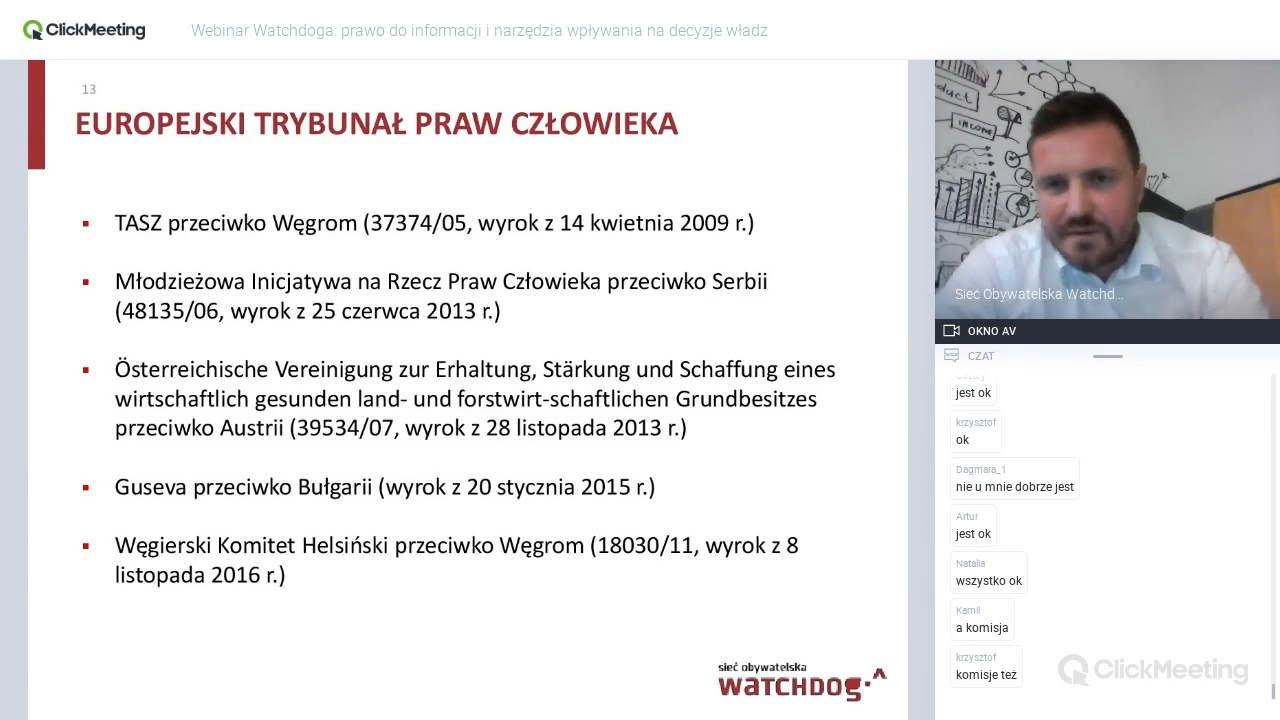 ClickMeeting
Webinar Watchdoga: prawo do informacji i narzędzia wpływania na decyzje władz
13
EUROPEJSKI TRYBUNAŁ PRAW CZŁOWIEKA
TASZ przeciwko Węgrom (37374/05, wyrok z 14 kwietnia 2009 r.)
Młodzieżowa Inicjatywa na Rzecz Praw Człowieka przeciwko Serbii
(48135/06, wyrok z 25 czerwca 2013 r.)
Österreichische Vereinigung zur Erhaltung, Stärkung und Schaffung eines
wirtschaftlich gesunden land- und forstwirt-schaftlichen Grundbesitzes
przeciwko Austrii (39534/07, wyrok z 28 listopada 2013 r.)
Guseva przeciwko Bułgarii (wyrok z 20 stycznia 2015 r.)
Węgierski Komitet Helsiński przeciwko Węgrom (18030/11, wyrok z 8
listopada 2016 r.)
sieć obywatelska
WATCHDOG
INCOME
Sieć Obywatelska Watchd...
OKNO AV
CZAT
jest ok
krzysztof
ok
Dagmara_1
nie u mnie dobrze jest
Artur
jest ok
Natalia
wszystko ok
Kamil
a komisja
krzysztof
komisje też
ClickMeeting